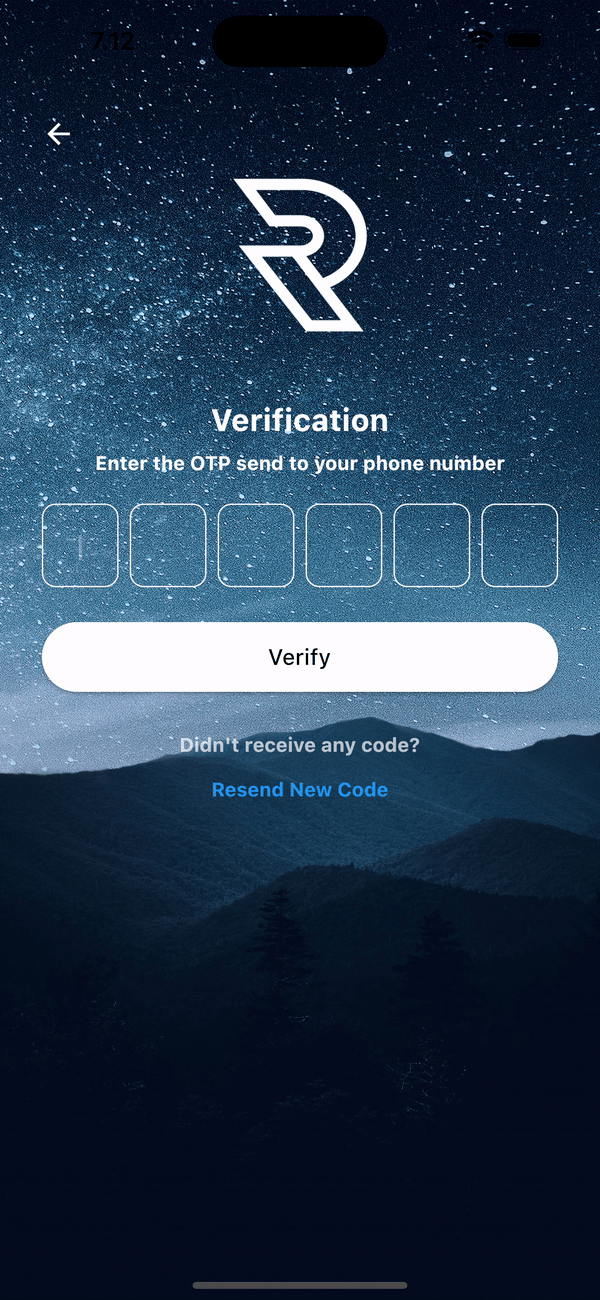 7.12
Verification
Enter the OTP send to your phone number
Verify
Didn't receive any code?
Resend New Code